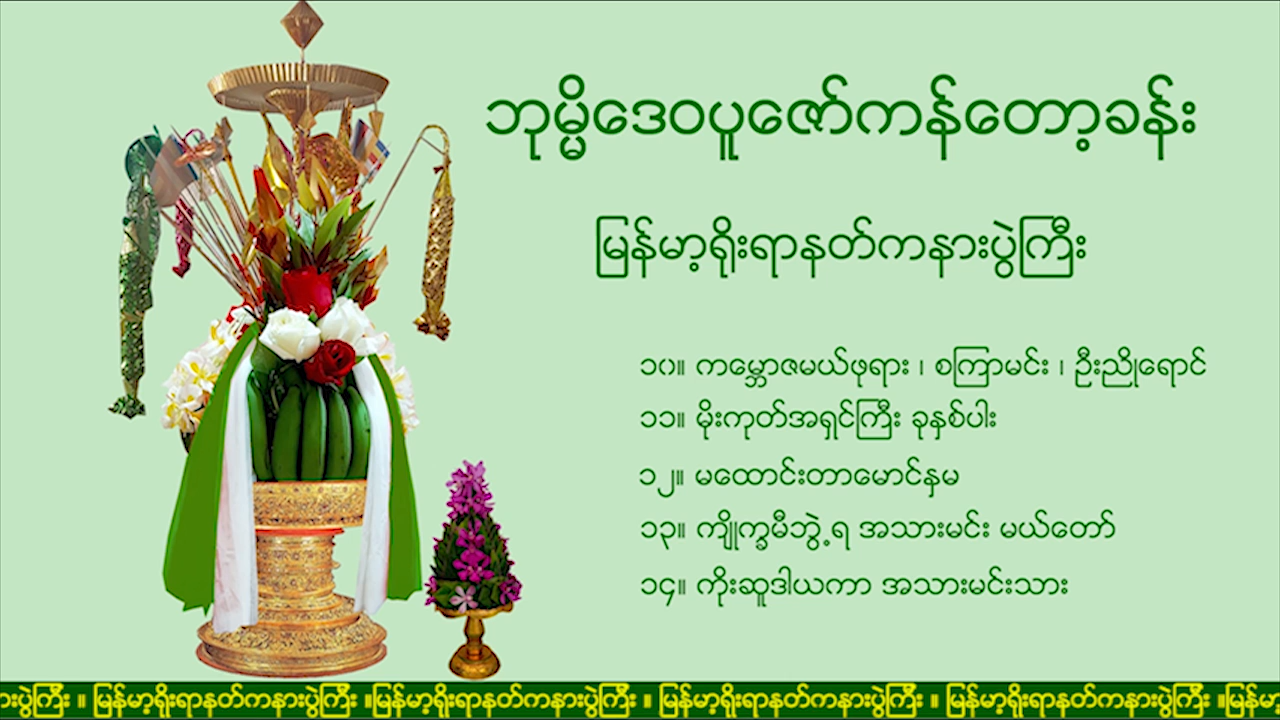 ဘုမ္မိဒေဝပူဇော်ကန်တော့ခန်း
မြန်မာ့ရိုးရာနတ်ကနားပွဲကြီး
၁၀။ ကမ္ဘောဇမယ်ဖုရား ၊ စကြာမင်း ၊ ဦးညိုရောင်
၁၁။ မိုးကုတ်အရှင်ကြီး ခုနှစ်ပါး
၁၂။ မထောင်းတာမောင်နှမ
၁၃။ ကျိုက္ခမီဘွဲ့ရ အသားမင်း မယ်တော်
၁၄။ ကိုးဆူဒါယကာ အသားမင်းသား
ားပွဲကြီး ။ မြန်မာ့ရိုးရာနတ်ကနားပွဲကြီး ။မြန်မာ့ရိုးရာနတ်ကနားပွဲကြီး ။ မြန်မာ့ရိုးရာနတ်ကနားပွဲကြီး ။ မြန်မာ့ရိုးရာနတ်ကနားပွဲကြီး ။မြန်မာ့